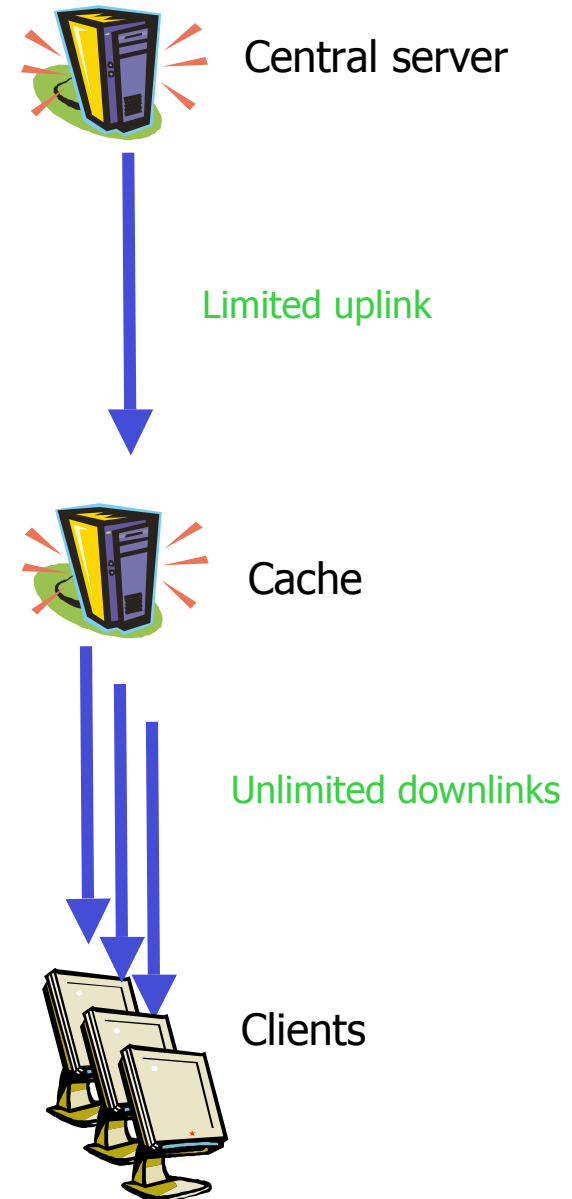 Central server
Limited uplink
Cache
Unlimited downlinks
Clients